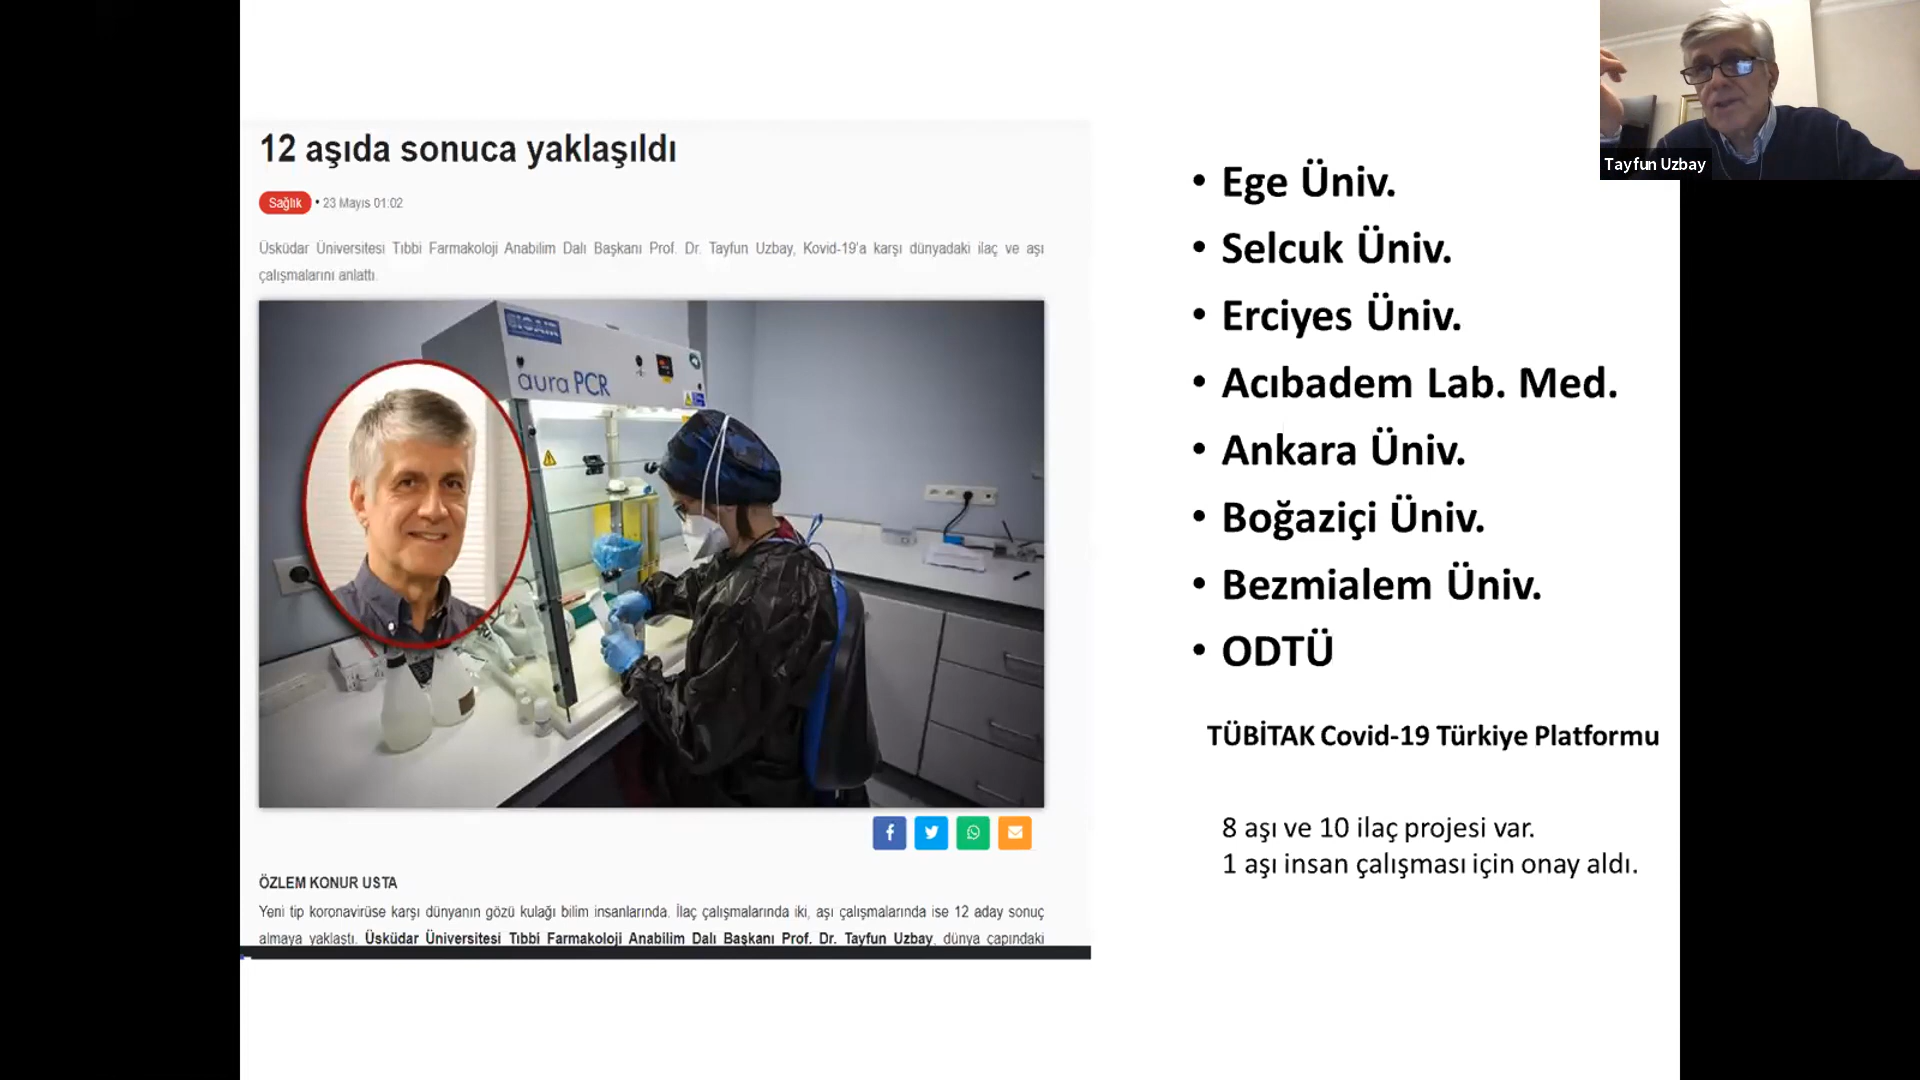 12 aşıda sonuca yaklaşıldı
Sağlık • 23 Mayıs 01:02
Üsküdar Üniversitesi Tıbbi Farmakoloji Anabilim Dalı Başkanı Prof. Dr. Tayfun Uzbay, Kovid-19'a karşı dünyadaki ilaç ve aşı
çalışmalarını anlattı.
BIOAIR
aura PCR
ÖZLEM KONUR USTA
Yeni tip koronavirüse karşı dünyanın gözü kulağı bilim insanlarında. İlaç çalışmalarında iki, aşı çalışmalarında ise 12 aday sonuç
almaya yaklaştı. Üsküdar Üniversitesi Tıbbi Farmakoloji Anabilim Dalı Başkanı Prof. Dr. Tayfun Uzbay, dünya çapındaki
• Ege Üniv.
• Selcuk Üniv.
• Erciyes Üniv.
• Acıbadem Lab. Med.
• Ankara Üniv.
• Boğaziçi Üniv.
• Bezmialem Üniv.
• ODTÜ
TÜBİTAK Covid-19 Türkiye Platformu
8 aşı ve 10 ilaç projesi var.
1 aşı insan çalışması için onay aldı.
Tayfun Uzbay